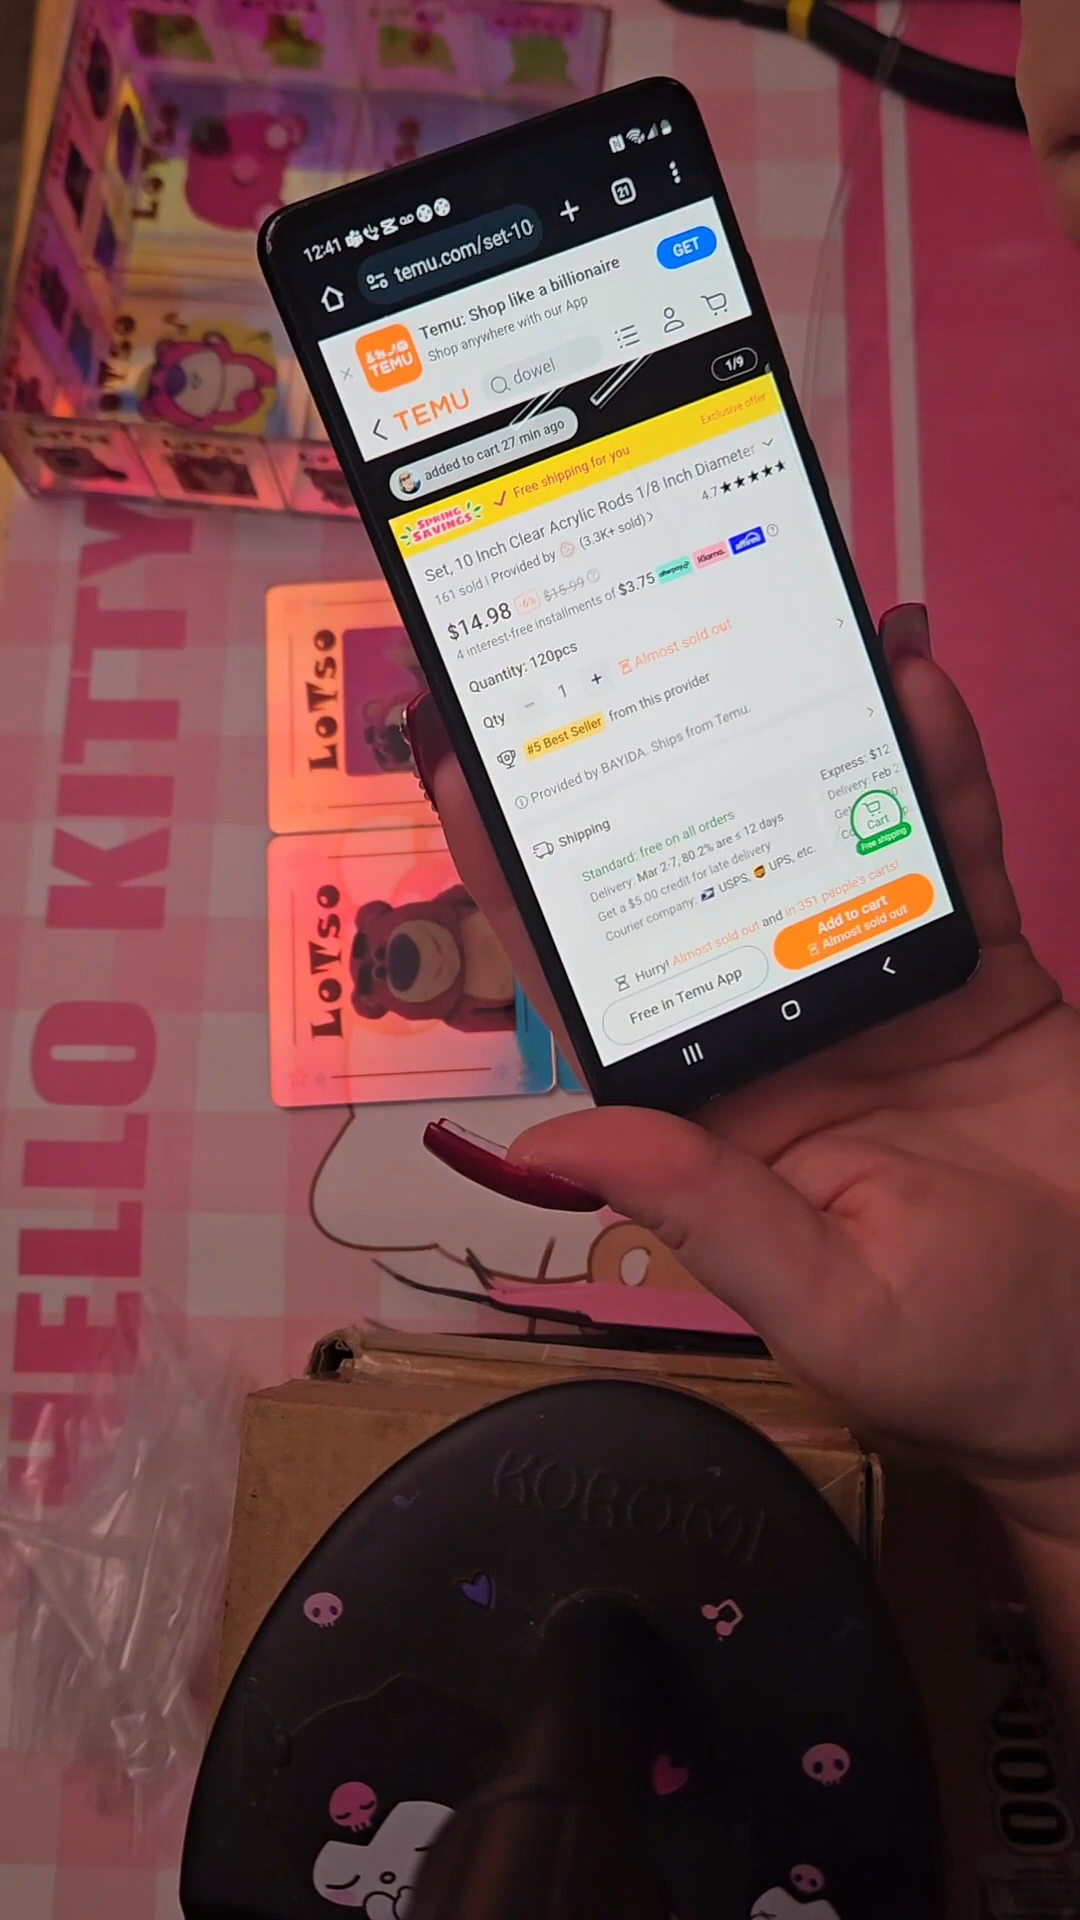 12:41
temu.com/set-10
21
Temu: Shop like a billionaire
Shop anywhere with our App
GET
TEMU
TEMU
dowel
1/9
added to cart 27 min ago
SPRING
SAVINGS
Free shipping for you
Exclusive offer
Set, 10 Inch Clear Acrylic Rods 1/8 Inch Diameter
161 sold | Provided by (3.3K+ sold)
4.7
$14.98 -6% $15.99
4 interest-free installments of $3.75 afterpay Klarna. affirm
Quantity: 120pcs
Qty - 1 + Almost sold out
#5 Best Seller from this provider
Provided by BAYIDA. Ships from Temu.
Shipping
Standard: free on all orders
Delivery: Mar 2-7, 80.2% are ≤ 12 days
Get a $5.00 credit for late delivery
Courier company: USPS, UPS, etc.
Express: $12
Delivery: Feb 2
Cart
Free shipping
Hurry! Almost sold out and in 351 people's carts!
Free in Temu App
Add to cart
Almost sold out
LOTSO
LOTSO
HELLO KITTY
KUROMI